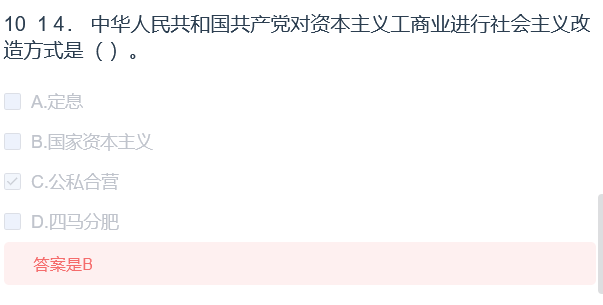 10 14． 中华人民共和国共产党对资本主义工商业进行社会主义改
造方式是（ ）。
A.定息
B.国家资本主义
C.公私合营
D.四马分肥
答案是B